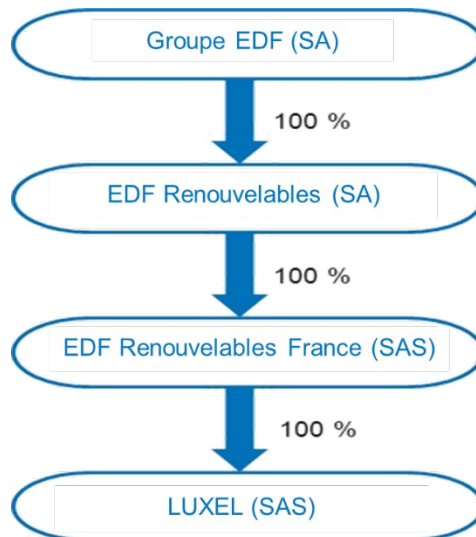 Groupe EDF (SA)
100 %
EDF Renouvelables (SA)
100 %
EDF Renouvelables France (SAS)
100 %
LUXEL (SAS)